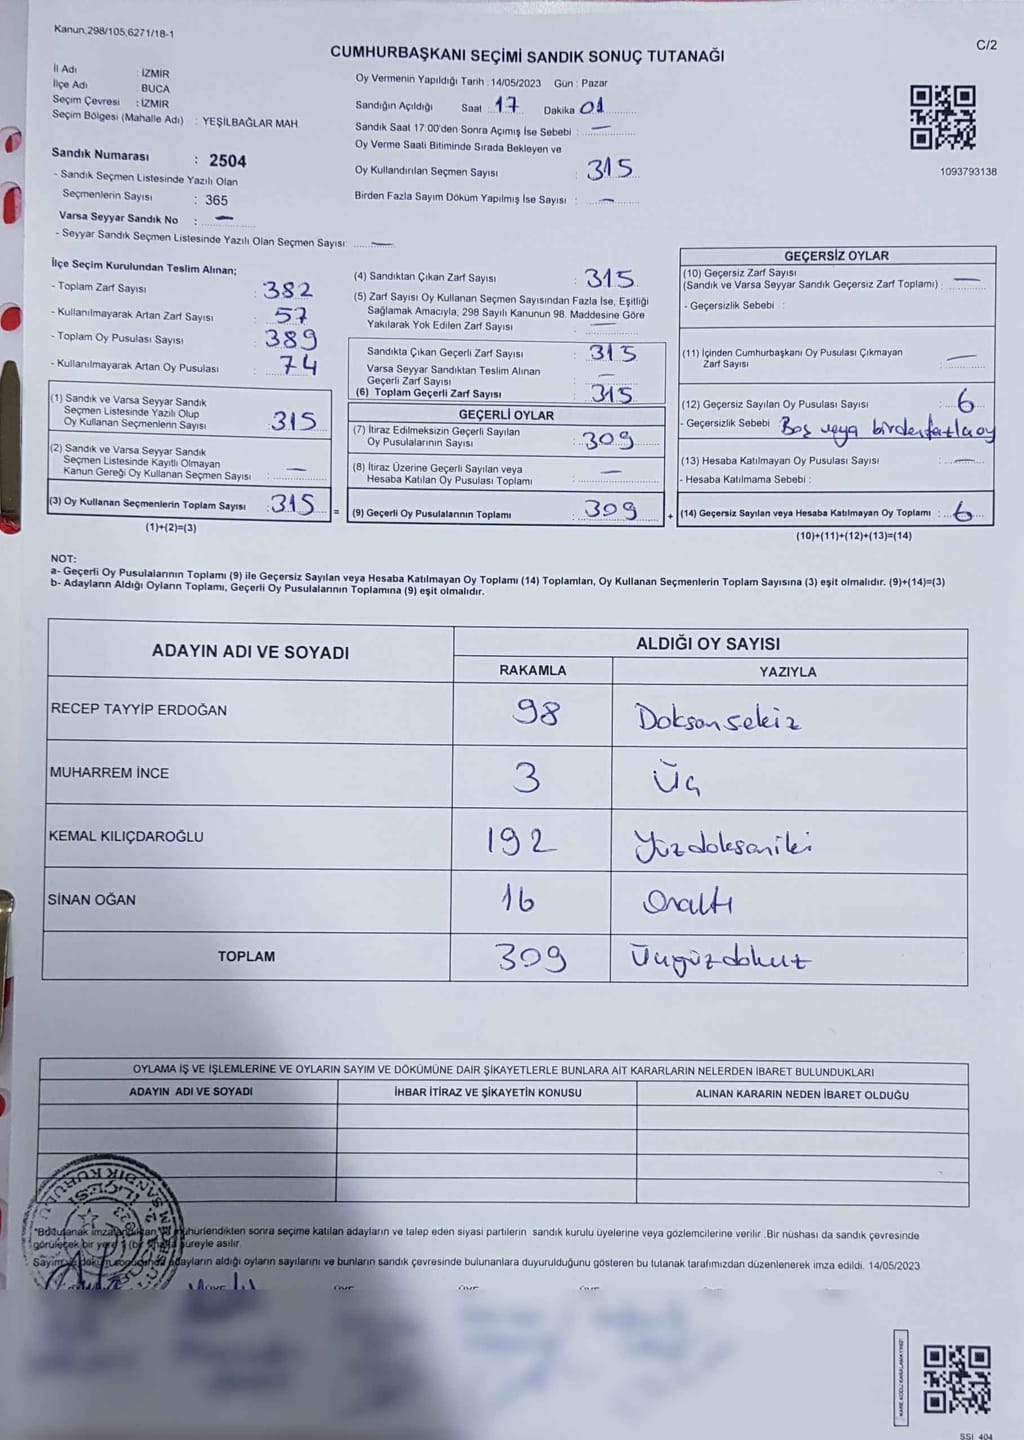 Kanun,298/105,6271/18-1
C/2
CUMHURBAŞKANI SEÇİMİ SANDIK SONUÇ TUTANAĞI
İl Adı : İZMİR
İlçe Adı BUCA
Seçim Çevresi : İZMİR
Seçim Bölgesi (Mahalle Adı) : YEŞİLBAĞLAR MAH.
Oy Vermenin Yapıldığı Tarih : 14/05/2023 Gün : Pazar
Sandığın Açıldığı Saat 17 Dakika 01
Sandık Saat 17:00'den Sonra Açımış İse Sebebi : —
Oy Verme Saati Bitiminde Sırada Bekleyen ve
Oy Kullandırılan Seçmen Sayısı : 315
Birden Fazla Sayım Döküm Yapılmış İse Sayısı : —
1093793138
Sandık Numarası : 2504
- Sandık Seçmen Listesinde Yazılı Olan
Seçmenlerin Sayısı : 365
Varsa Seyyar Sandık No : —
- Seyyar Sandık Seçmen Listesinde Yazılı Olan Seçmen Sayısı: —
İlçe Seçim Kurulundan Teslim Alınan;
- Toplam Zarf Sayısı : 382
- Kullanılmayarak Artan Zarf Sayısı : 57
- Toplam Oy Pusulası Sayısı : 389
- Kullanılmayarak Artan Oy Pusulası : 74
(1) Sandık ve Varsa Seyyar Sandık
Seçmen Listesinde Yazılı Olup
Oy Kullanan Seçmenlerin Sayısı : 315
(2) Sandık ve Varsa Seyyar Sandık
Seçmen Listesinde Kayıtlı Olmayan
Kanun Gereği Oy Kullanan Seçmen Sayısı : —
(3) Oy Kullanan Seçmenlerin Toplam Sayısı : 315 =
(1)+(2)=(3)
(4) Sandıktan Çıkan Zarf Sayısı : 315
(5) Zarf Sayısı Oy Kullanan Seçmen Sayısından Fazla İse, Eşitliği
Sağlamak Amacıyla; 298 Sayılı Kanunun 98. Maddesine Göre
Yakılarak Yok Edilen Zarf Sayısı : —
Sandıkta Çıkan Geçerli Zarf Sayısı : 315
Varsa Seyyar Sandıktan Teslim Alınan
Geçerli Zarf Sayısı : —
(6) Toplam Geçerli Zarf Sayısı : 315
GEÇERLİ OYLAR
(7) İtiraz Edilmeksizin Geçerli Sayılan
Oy Pusulalarının Sayısı : 309
(8) İtiraz Üzerine Geçerli Sayılan veya
Hesaba Katılan Oy Pusulası Toplamı : —
(9) Geçerli Oy Pusulalarının Toplamı : 309 +
GEÇERSİZ OYLAR
(10) Geçersiz Zarf Sayısı
(Sandık ve Varsa Seyyar Sandık Geçersiz Zarf Toplamı) : —
- Geçersizlik Sebebi :
(11) İçinden Cumhurbaşkanı Oy Pusulası Çıkmayan
Zarf Sayısı : —
(12) Geçersiz Sayılan Oy Pusulası Sayısı : 6
- Geçersizlik Sebebi : Boş veya birden fazla oy
(13) Hesaba Katılmayan Oy Pusulası Sayısı : —
- Hesaba Katılmama Sebebi :
(14) Geçersiz Sayılan veya Hesaba Katılmayan Oy Toplamı : 6
(10)+(11)+(12)+(13)=(14)
NOT:
a- Geçerli Oy Pusulalarının Toplamı (9) ile Geçersiz Sayılan veya Hesaba Katılmayan Oy Toplamı (14) Toplamları, Oy Kullanan Seçmenlerin Toplam Sayısına (3) eşit olmalıdır. (9)+(14)=(3)
b- Adayların Aldığı Oyların Toplamı, Geçerli Oy Pusulalarının Toplamına (9) eşit olmalıdır.
ADAYIN ADI VE SOYADI
ALDIĞI OY SAYISI
RAKAMLA YAZIYLA
RECEP TAYYİP ERDOĞAN 98 Doksansekiz
MUHARREM İNCE 3 Üç
KEMAL KILIÇDAROĞLU 192 Yüzdoksaniki
SİNAN OĞAN 16 Onaltı
TOPLAM 309 Üçyüzdokuz
OYLAMA İŞ VE İŞLEMLERİNE VE OYLARIN SAYIM VE DÖKÜMÜNE DAİR ŞİKAYETLERLE BUNLARA AİT KARARLARIN NELERDEN İBARET BULUNDUKLARI
ADAYIN ADI VE SOYADI İHBAR İTİRAZ VE ŞİKAYETİN KONUSU ALINAN KARARIN NEDEN İBARET OLDUĞU
*Bu tutanak imzalandıktan mühürlendikten sonra seçime katılan adayların ve talep eden siyasi partilerin sandık kurulu üyelerine veya gözlemcilerine verilir .Bir nüshası da sandık çevresinde
görülecek bir yere 1 (bir) hafta süreyle asılır.
Sayım ve döküm sonucunda adayların aldığı oyların sayılarını ve bunların sandık çevresinde bulunanlara duyurulduğunu gösteren bu tutanak tarafımızdan düzenlenerek imza edildi. 14/05/2023
SSI 404